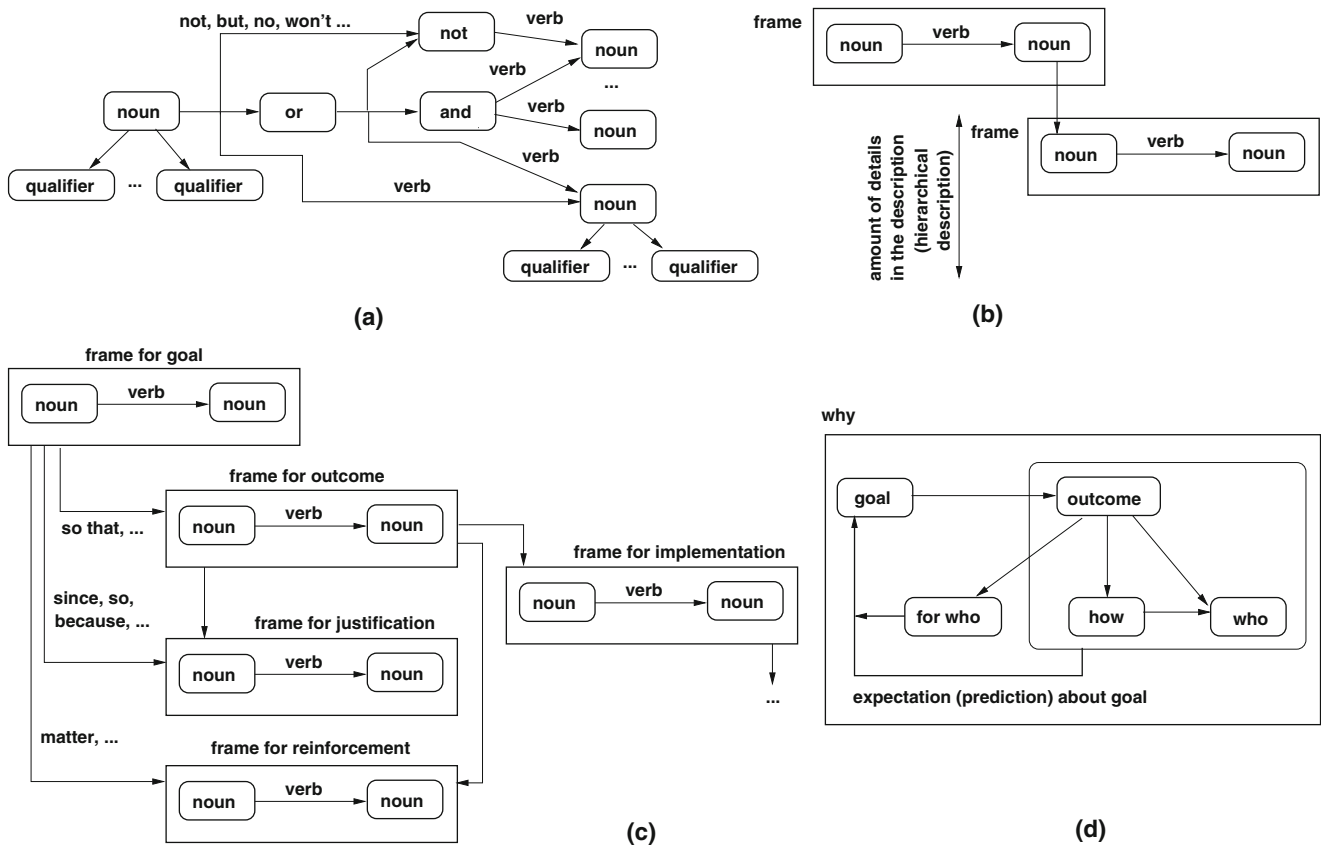 not, but, no, won't ...
not
verb
noun
verb
...
noun
or
and
verb
noun
qualifier
...
qualifier
verb
verb
noun
qualifier
...
qualifier
(a)
frame
noun
verb
noun
frame
noun
verb
noun
amount of details
in the description
(hierarchical
description)
(b)
frame for goal
noun
verb
noun
so that, ...
frame for outcome
noun
verb
noun
since, so,
because, ...
frame for justification
noun
verb
noun
matter, ...
frame for reinforcement
noun
verb
noun
frame for implementation
noun
verb
noun
...
(c)
why
goal
outcome
for who
how
who
expectation (prediction) about goal
(d)